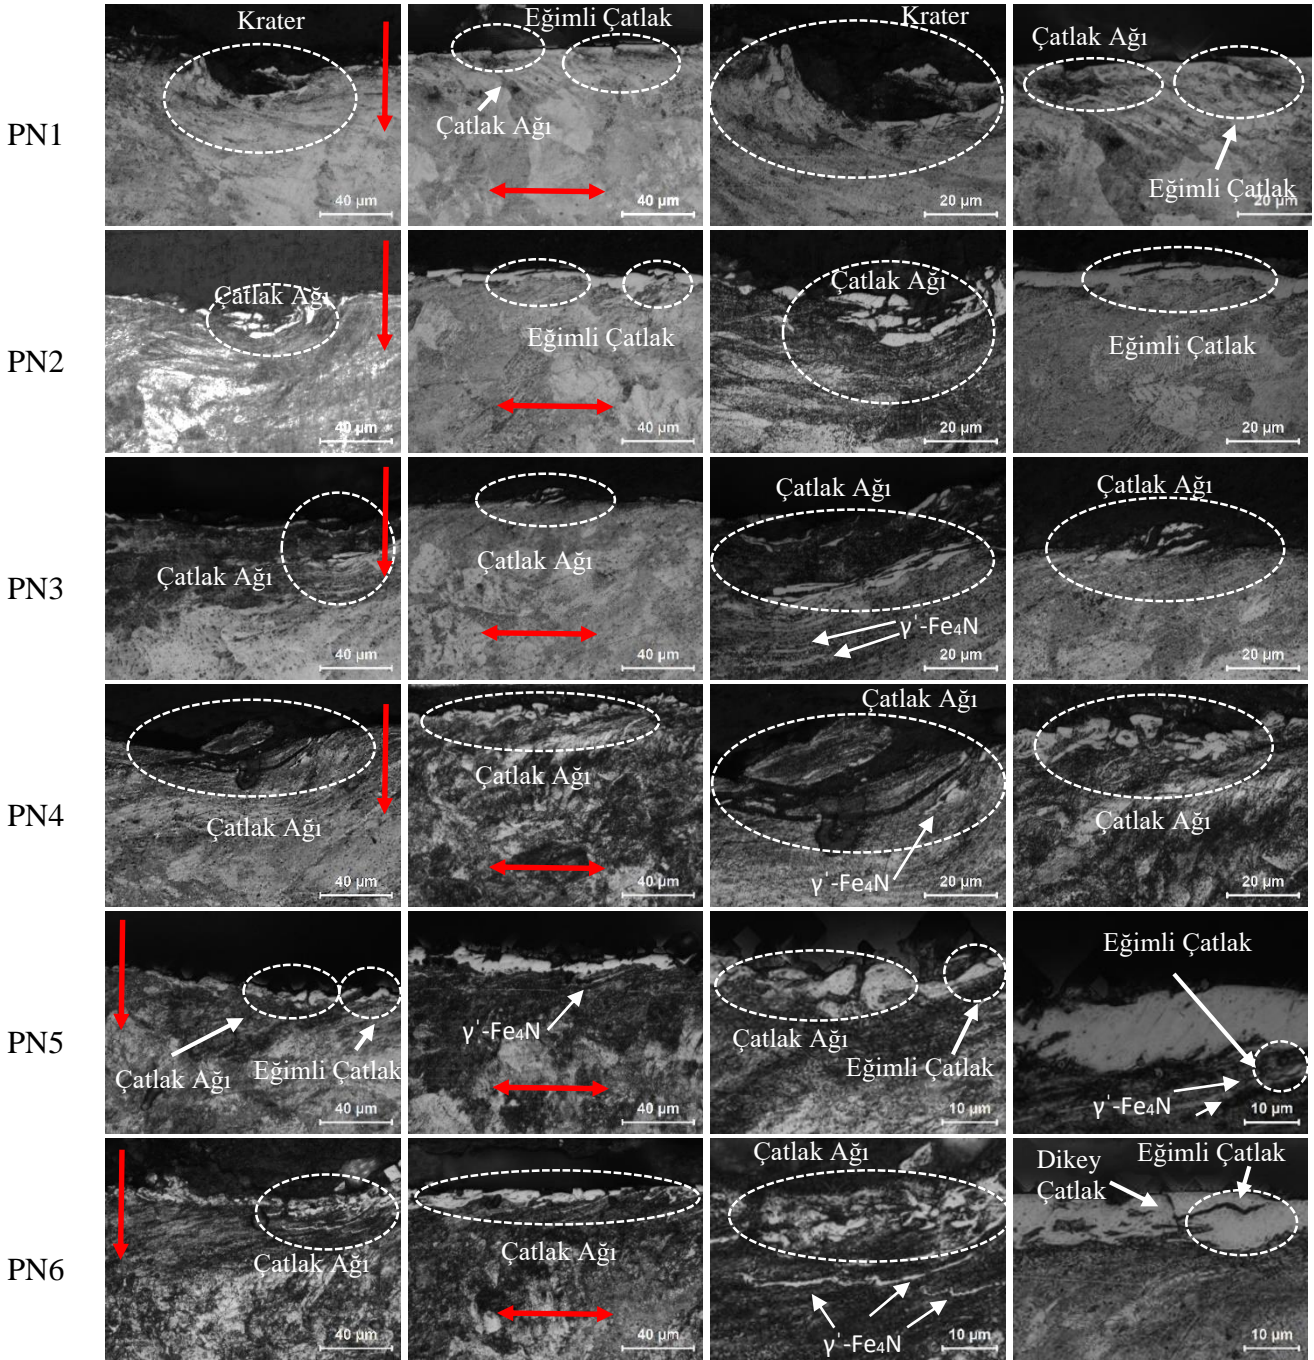 PN1
Krater
40 µm
Eğimli Çatlak
Çatlak Ağı
40 µm
Krater
20 µm
Çatlak Ağı
Eğimli Çatlak
20 µm
PN2
Çatlak Ağı
40 µm
Eğimli Çatlak
40 µm
Çatlak Ağı
20 µm
Eğimli Çatlak
20 µm
PN3
Çatlak Ağı
40 µm
Çatlak Ağı
40 µm
Çatlak Ağı
γ'-Fe₄N
20 µm
Çatlak Ağı
20 µm
PN4
Çatlak Ağı
40 µm
Çatlak Ağı
40 µm
Çatlak Ağı
γ'-Fe₄N
20 µm
Çatlak Ağı
20 µm
PN5
Çatlak Ağı
Eğimli Çatlak
40 µm
γ'-Fe₄N
40 µm
Çatlak Ağı
Eğimli Çatlak
10 µm
Eğimli Çatlak
γ'-Fe₄N
10 µm
PN6
Çatlak Ağı
40 µm
Çatlak Ağı
40 µm
Çatlak Ağı
γ'-Fe₄N
10 µm
Dikey
Çatlak
Eğimli Çatlak
10 µm